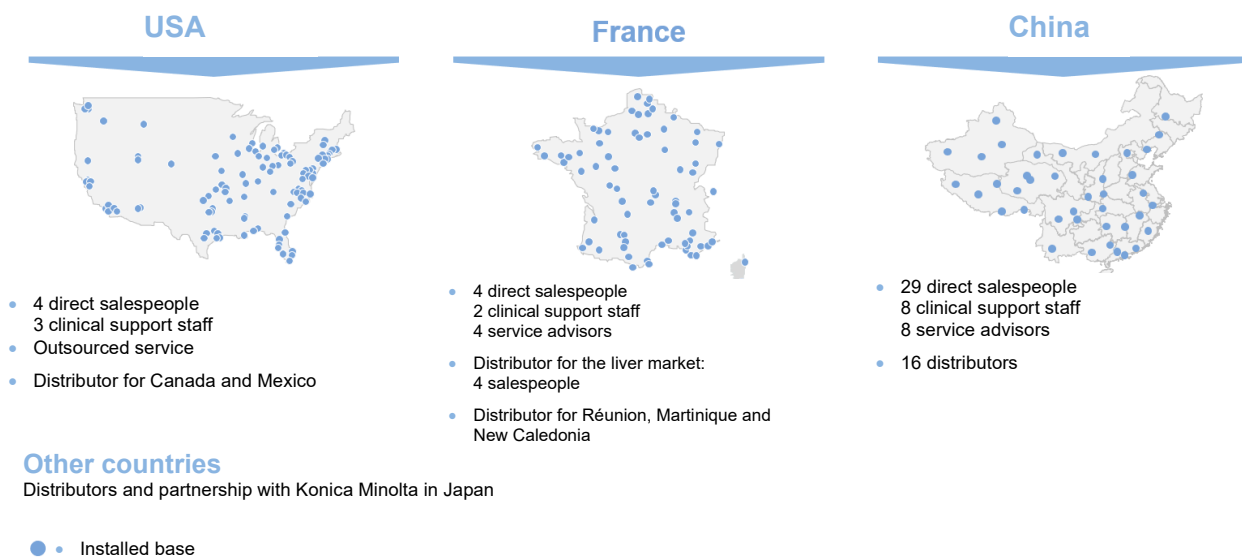 USA
4 direct salespeople
3 clinical support staff
Outsourced service
Distributor for Canada and Mexico
France
4 direct salespeople
2 clinical support staff
4 service advisors
Distributor for the liver market:
4 salespeople
Distributor for Réunion, Martinique and
New Caledonia
China
29 direct salespeople
8 clinical support staff
8 service advisors
16 distributors
Other countries
Distributors and partnership with Konica Minolta in Japan
Installed base